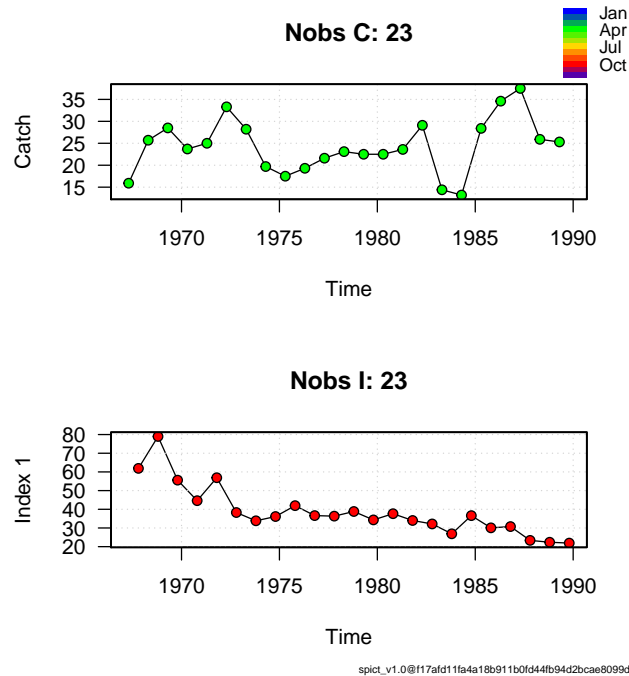 Nobs C: 23
Jan
Apr
Jul
Oct
Catch
35
30
25
20
15
1970 1975 1980 1985 1990
Time
Nobs I: 23
Index 1
80
70
60
50
40
30
20
1970 1975 1980 1985 1990
Time
spict_v1.0@f17afd11fa4a18b911b0fd44fb94d2bcae8099d